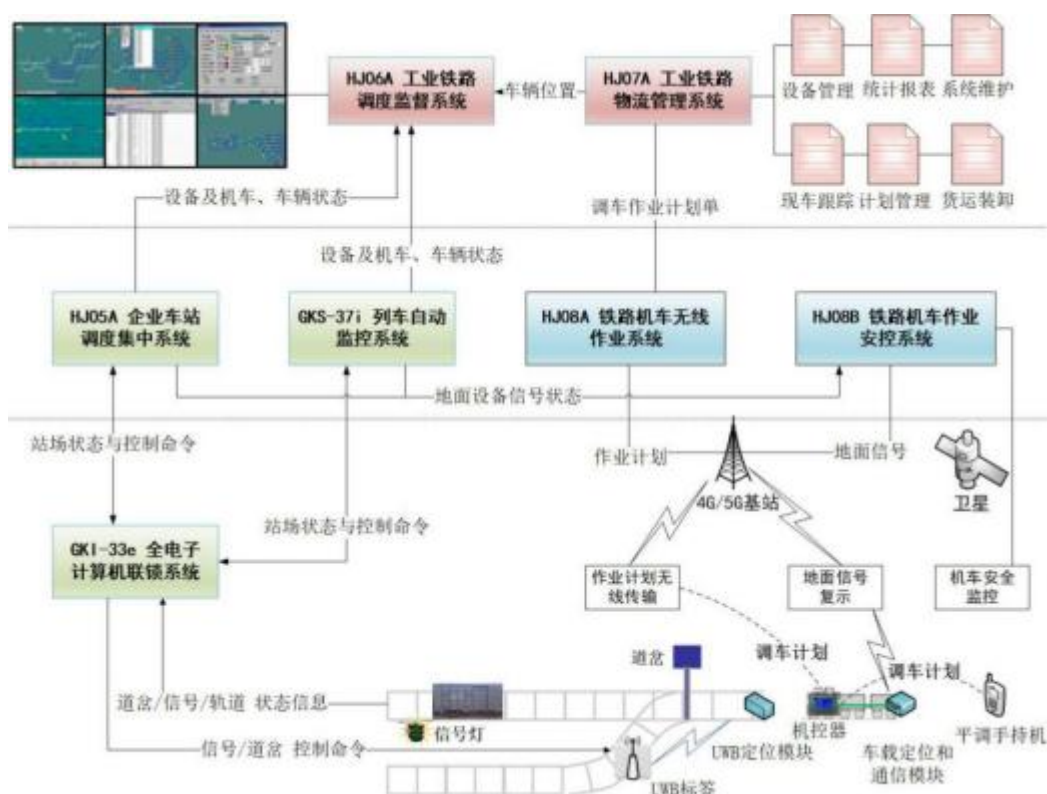 HJ06A 工业铁路
调度监督系统
车辆位置
HJ07A 工业铁路
物流管理系统
设备管理
统计报表
系统维护
现车跟踪
计划管理
货运装卸
设备及机车、车辆状态
调车作业计划单
设备及机车、车辆状态
HJ05A 企业车站
调度集中系统
GKS-37i 列车自动
监控系统
HJ08A 铁路机车无线
作业系统
HJ08B 铁路机车作业
安控系统
地面设备信号状态
站场状态与控制命令
作业计划
地面信号
4G/5G基站
卫星
站场状态与控制命令
GKI-33e 全电子
计算机联锁系统
作业计划无
线传输
地面信号
复示
机车安全
监控
道岔
调车计划
调车计划
道岔/信号/轨道 状态信息
信号灯
机控器
平调手持机
信号/道岔 控制命令
UWB定位模块
车载定位和
通信模块
UWB标签